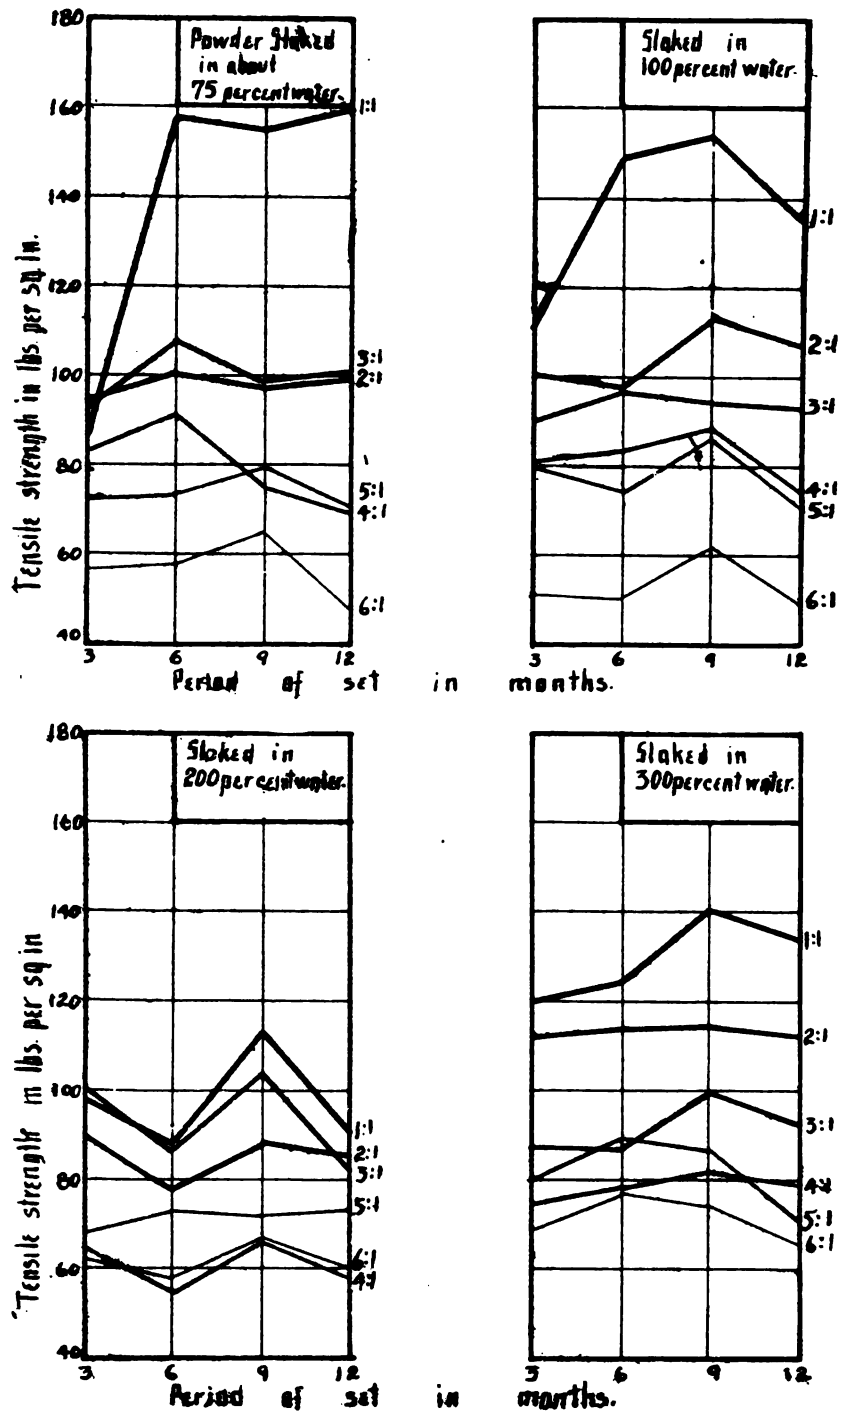 180
160
140
120
100
80
60
40
Tensile strength in lbs. per sq. in.
Powder Slaked
in about
75 percent water.
1:1
3:1
2:1
5:1
4:1
6:1
3 6 9 12
Slaked in
100 percent water.
1:1
2:1
3:1
4:1
5:1
6:1
3 6 9 12
Period of set in months.
180
160
140
120
100
80
60
40
Tensile strength in lbs. per sq in
Slaked in
200 percent water.
1:1
2:1
3:1
5:1
6:1
4:1
3 6 9 12
Slaked in
300 percent water.
1:1
2:1
3:1
4:1
5:1
6:1
3 6 9 12
Period of set in months.